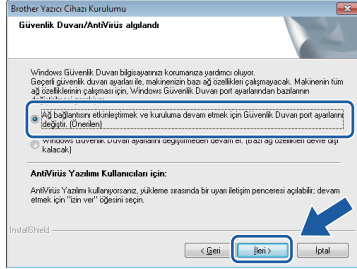 Brother Yazıcı Cihazı Kurulumu
Güvenlik Duvarı/AntiVirüs algılandı
Windows Güvenlik Duvarı bilgisayarınızı korumanıza yardımcı oluyor.
Geçerli güvenlik duvarı ayarları ile, makinenizin bazı ağ özellikleri çalışmayacak. Makinenin tüm
ağ özelliklerinin çalışması için, Windows Güvenlik Duvarı port ayarlarından bazılarının
Ağ bağlantısını etkinleştirmek ve kuruluma devam etmek için Güvenlik Duvarı port ayarlarını
değiştir. (Önerilen)
Windows Güvenlik Duvarı ayarlarını değiştirmeden devam et. (Bazı ağ özellikleri devre dışı
kalacak)
AntiVirüs Yazılımı Kullanıcıları için:
AntiVirüs Yazılımı kullanıyorsanız, yükleme sırasında bir uyarı iletişim penceresi açılabilir; devam
etmek için "izin ver" öğesini seçin.
InstallShield
< Geri
İleri >
İptal